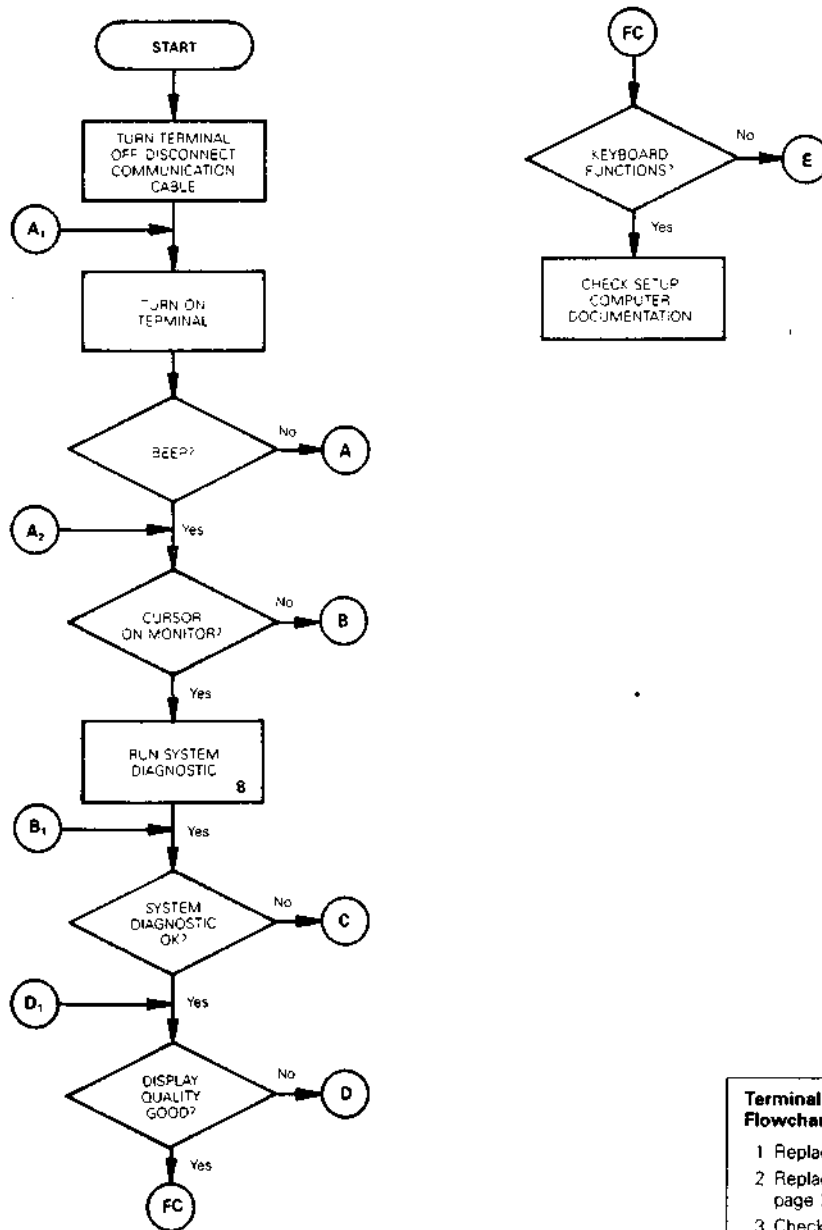 START
TURN TERMINAL
OFF DISCONNECT
COMMUNICATION
CABLE
A₁
TURN ON
TERMINAL
BEEP?
No
A
A₂
Yes
CURSOR
ON MONITOR?
No
B
Yes
RUN SYSTEM
DIAGNOSTIC
8
B₁
Yes
SYSTEM
DIAGNOSTIC
OK?
No
C
D₁
Yes
DISPLAY
QUALITY
GOOD?
No
D
Yes
FC
FC
KEYBOARD
FUNCTIONS?
No
E
Yes
CHECK SETUP
COMPUTER
DOCUMENTATION
Terminal
Flowchar
1 Replac
2 Replac
page
3 Check